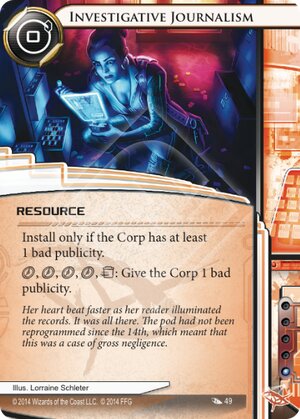 INVESTIGATIVE JOURNALISM
0
RESOURCE
Install only if the Corp has at least
1 bad publicity.
, , , , : Give the Corp 1 bad
publicity.
Her heart beat faster as her reader illuminated
the records. It was all there. The pod had not been
reprogrammed since the 14th, which meant that
this was a case of gross negligence.
Illus. Lorraine Schleter
© 2014 Wizards of the Coast LLC. © 2014 FFG
49